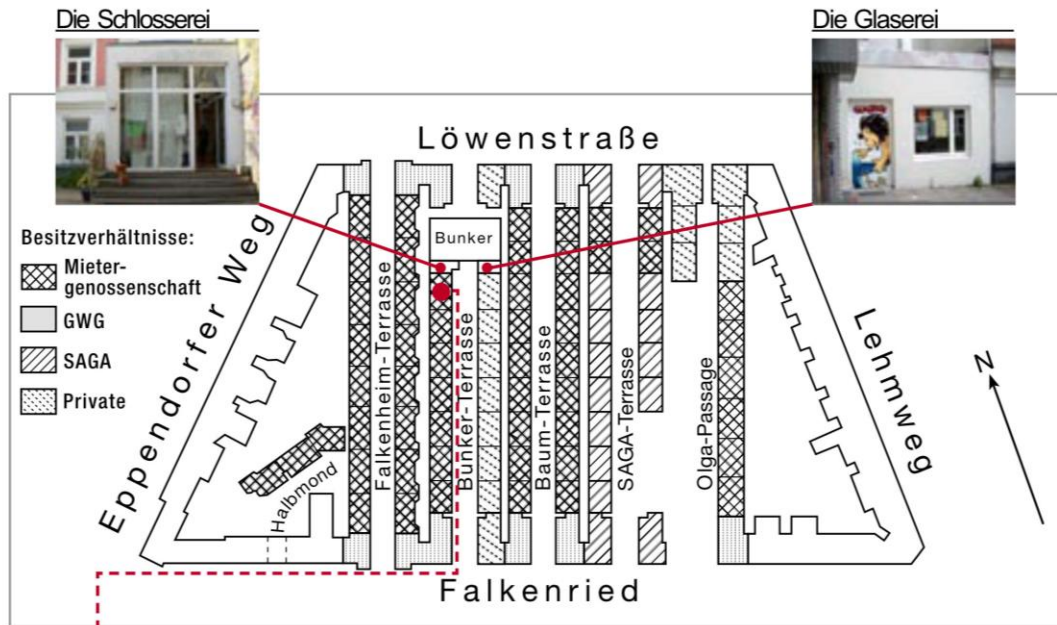 Die Schlosserei
Die Glaserei
Löwenstraße
Eppendorfer Weg
Besitzverhältnisse:
Mieter-
genossenschaft
GWG
SAGA
Private
Bunker
Falkenheim-Terrasse
Bunker-Terrasse
Baum-Terrasse
SAGA-Terrasse
Olga-Passage
Lehmweg
N
Halbmond
Falkenried